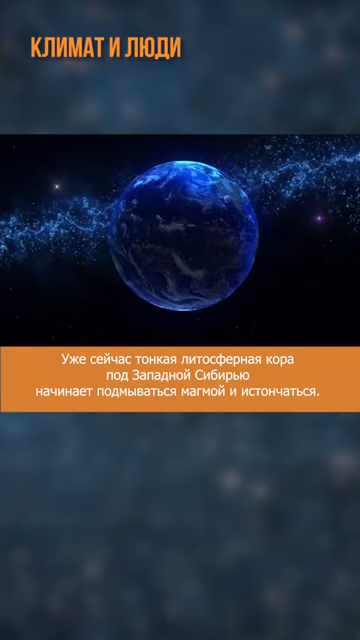 КЛИМАТ И ЛЮДИ
Уже сейчас тонкая литосферная кора
под Западной Сибирью
начинает подмываться магмой и истончаться.